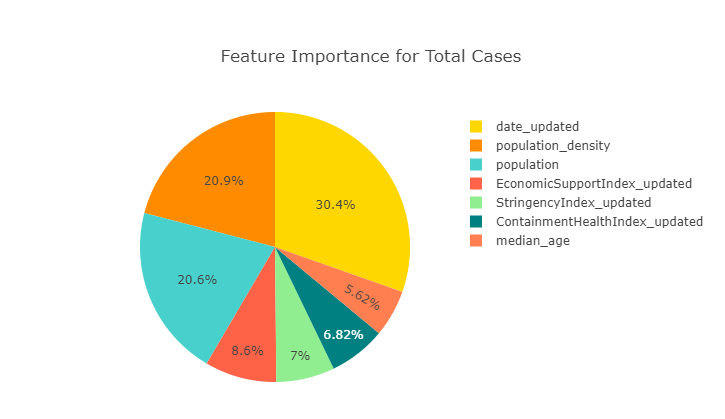 Feature Importance for Total Cases
date_updated
population_density
population
EconomicSupportIndex_updated
StringencyIndex_updated
ContainmentHealthIndex_updated
median_age
20.9%
30.4%
20.6%
5.62%
6.82%
8.6%
7%